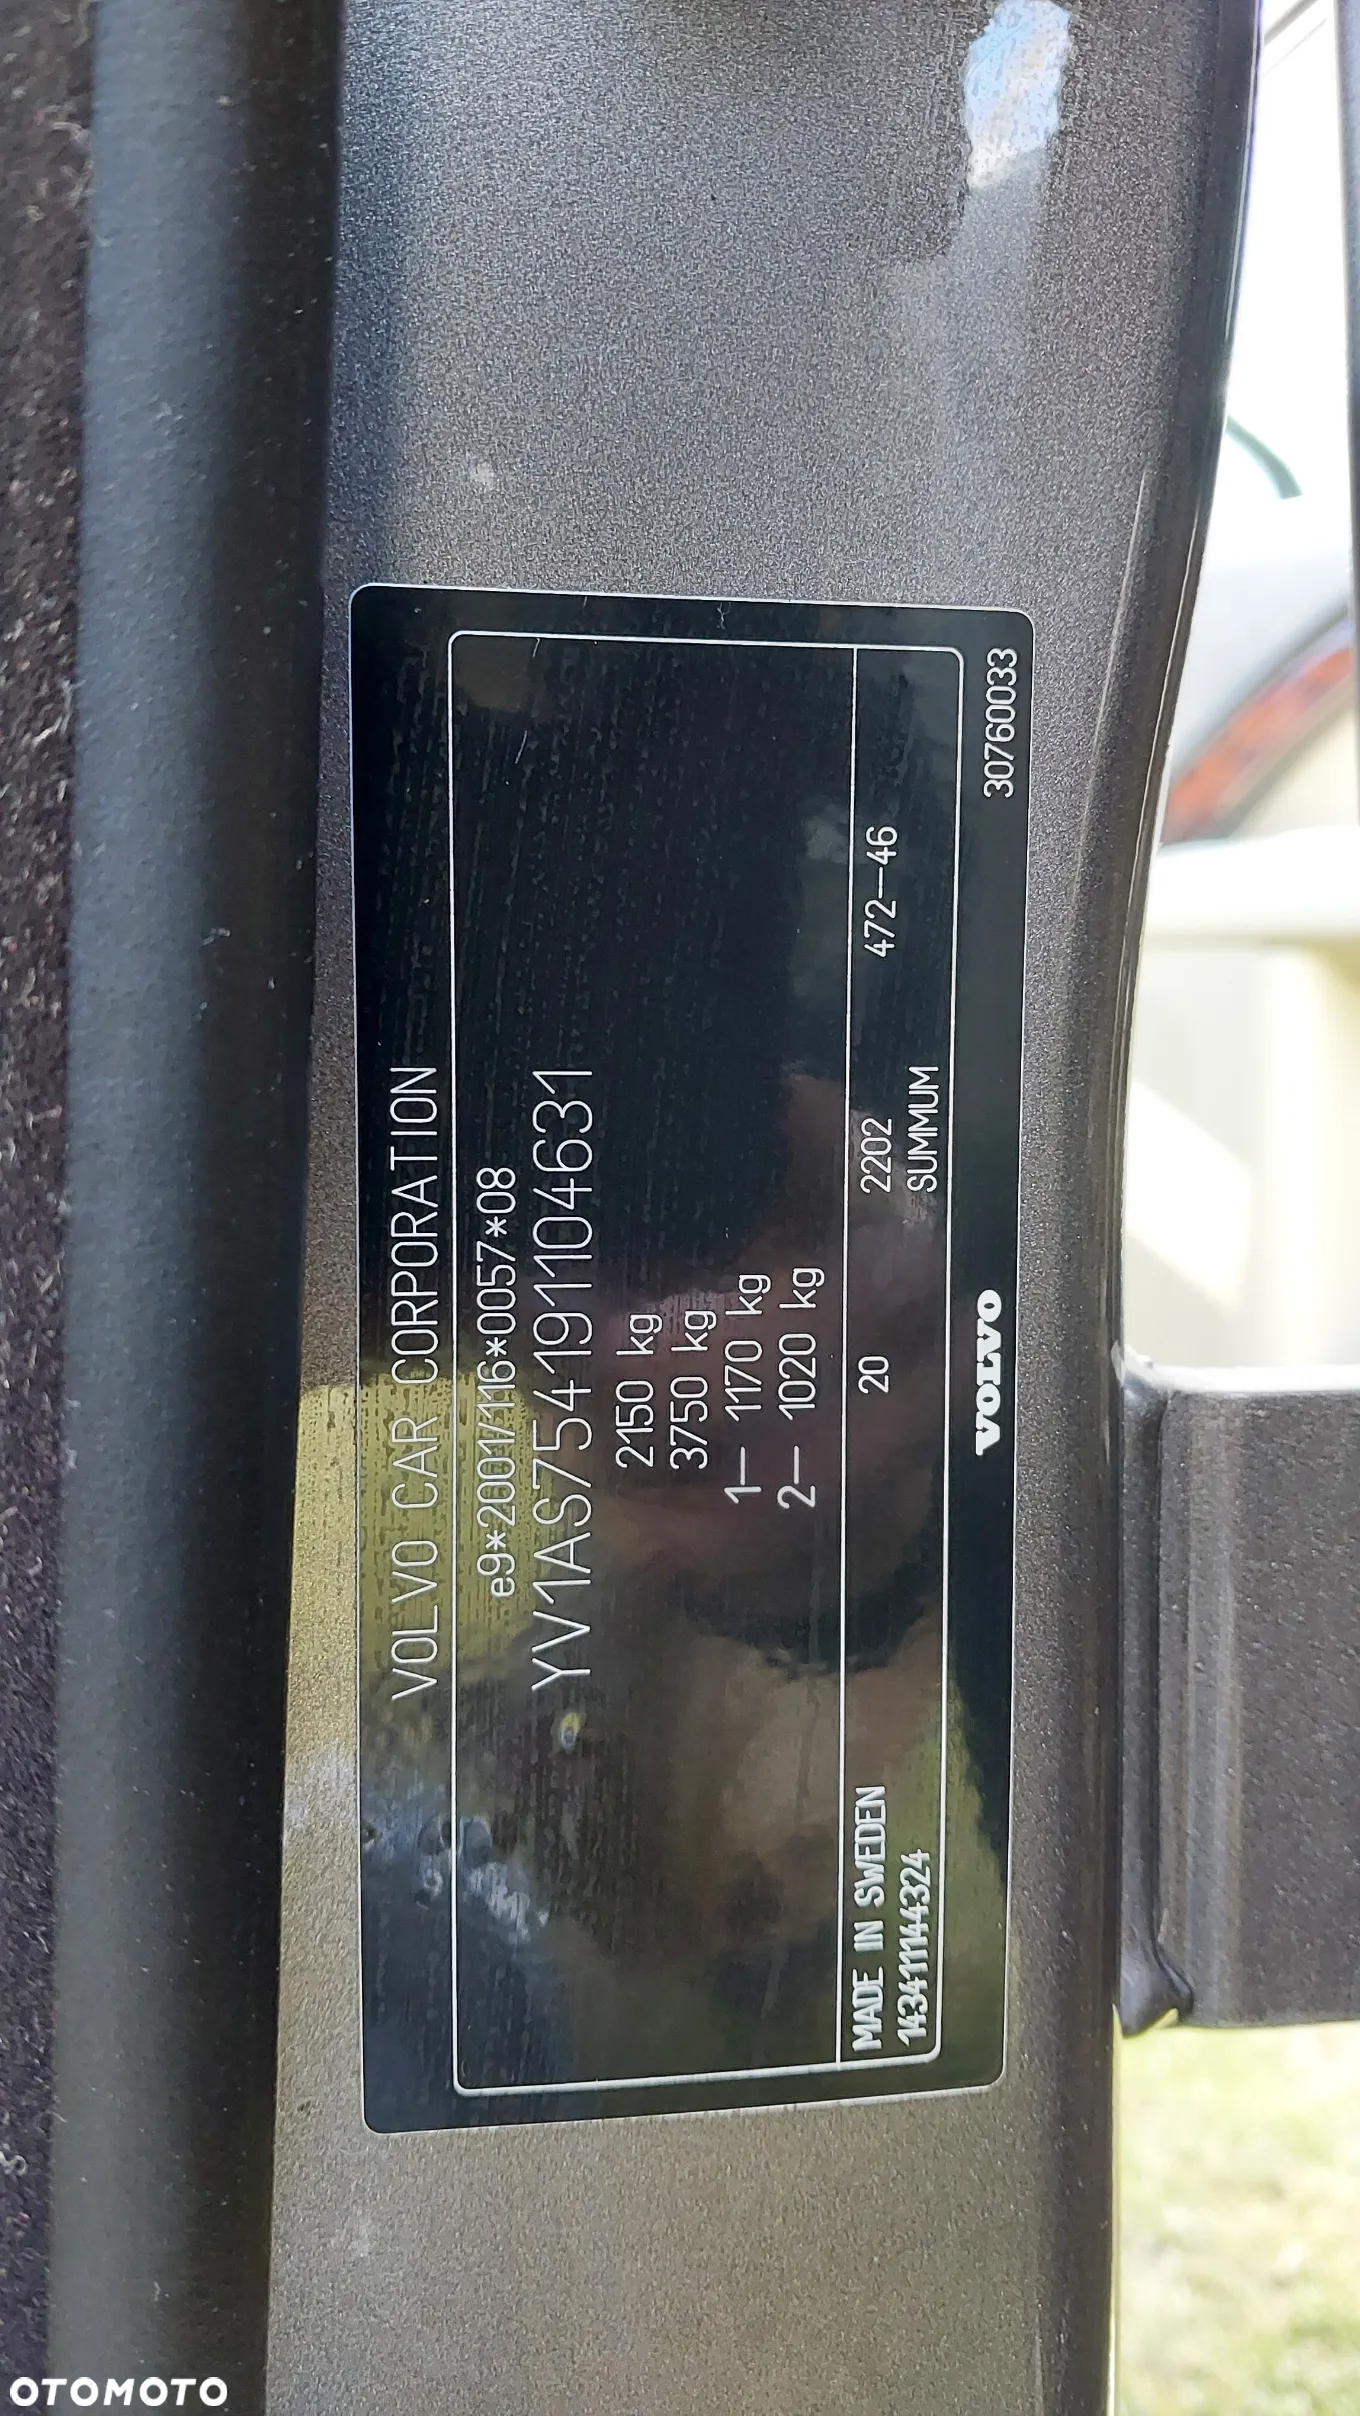 VOLVO CAR CORPORATION
e9*2001/116*0057*08
YV1AS754191104631
2150 kg
3750 kg
1- 1170 kg
2- 1020 kg
MADE IN SWEDEN 20 2202 472-46
1434111144324 SUMMUM
VOLVO 30760033
OTOMOTO